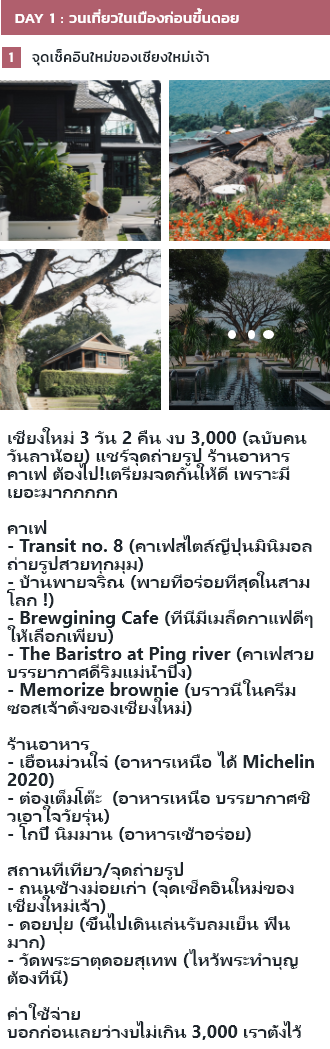 DAY 1 : วนเที่ยวในเมืองก่อนขึ้นดอย
1 จุดเช็คอินใหม่ของเชียงใหม่เจ้า
เชียงใหม่ 3 วัน 2 คืน งบ 3,000 (ฉบับคน
วันลาน้อย) แชร์จุดถ่ายรูป ร้านอาหาร
คาเฟ่ ต้องไป!เตรียมจดกันให้ดี เพราะมี
เยอะมากกกกก
คาเฟ่
- Transit no. 8 (คาเฟ่สไตล์ญี่ปุ่นมินิมอล
ถ่ายรูปสวยทุกมุม)
- บ้านพายจริณ (พายที่อร่อยที่สุดในสาม
โลก !)
- Brewgining Cafe (ที่นี่มีเมล็ดกาแฟดีๆ
ให้เลือกเพียบ)
- The Baristro at Ping river (คาเฟ่สวย
บรรยากาศดีริมแม่น้ำปิง)
- Memorize brownie (บราวนี่ในครีม
ซอสเจ้าดังของเชียงใหม่)
ร้านอาหาร
- เฮือนม่วนใจ๋ (อาหารเหนือ ได้ Michelin
2020)
- ต่องเต็มโต๊ะ (อาหารเหนือ บรรยากาศชิ
วเอาใจวัยรุ่น)
- โกปี๊ นิมมาน (อาหารเช้าอร่อย)
สถานที่เที่ยว/จุดถ่ายรูป
- ถนนช้างม่อยเก่า (จุดเช็คอินใหม่ของ
เชียงใหม่เจ้า)
- ดอยปุย (ขึ้นไปเดินเล่นรับลมเย็น ฟิน
มาก)
- วัดพระธาตุดอยสุเทพ (ไหว้พระทำบุญ
ต้องที่นี่)
ค่าใช้จ่าย
บอกก่อนเลยว่างบไม่เกิน 3,000 เราตั้งไว้